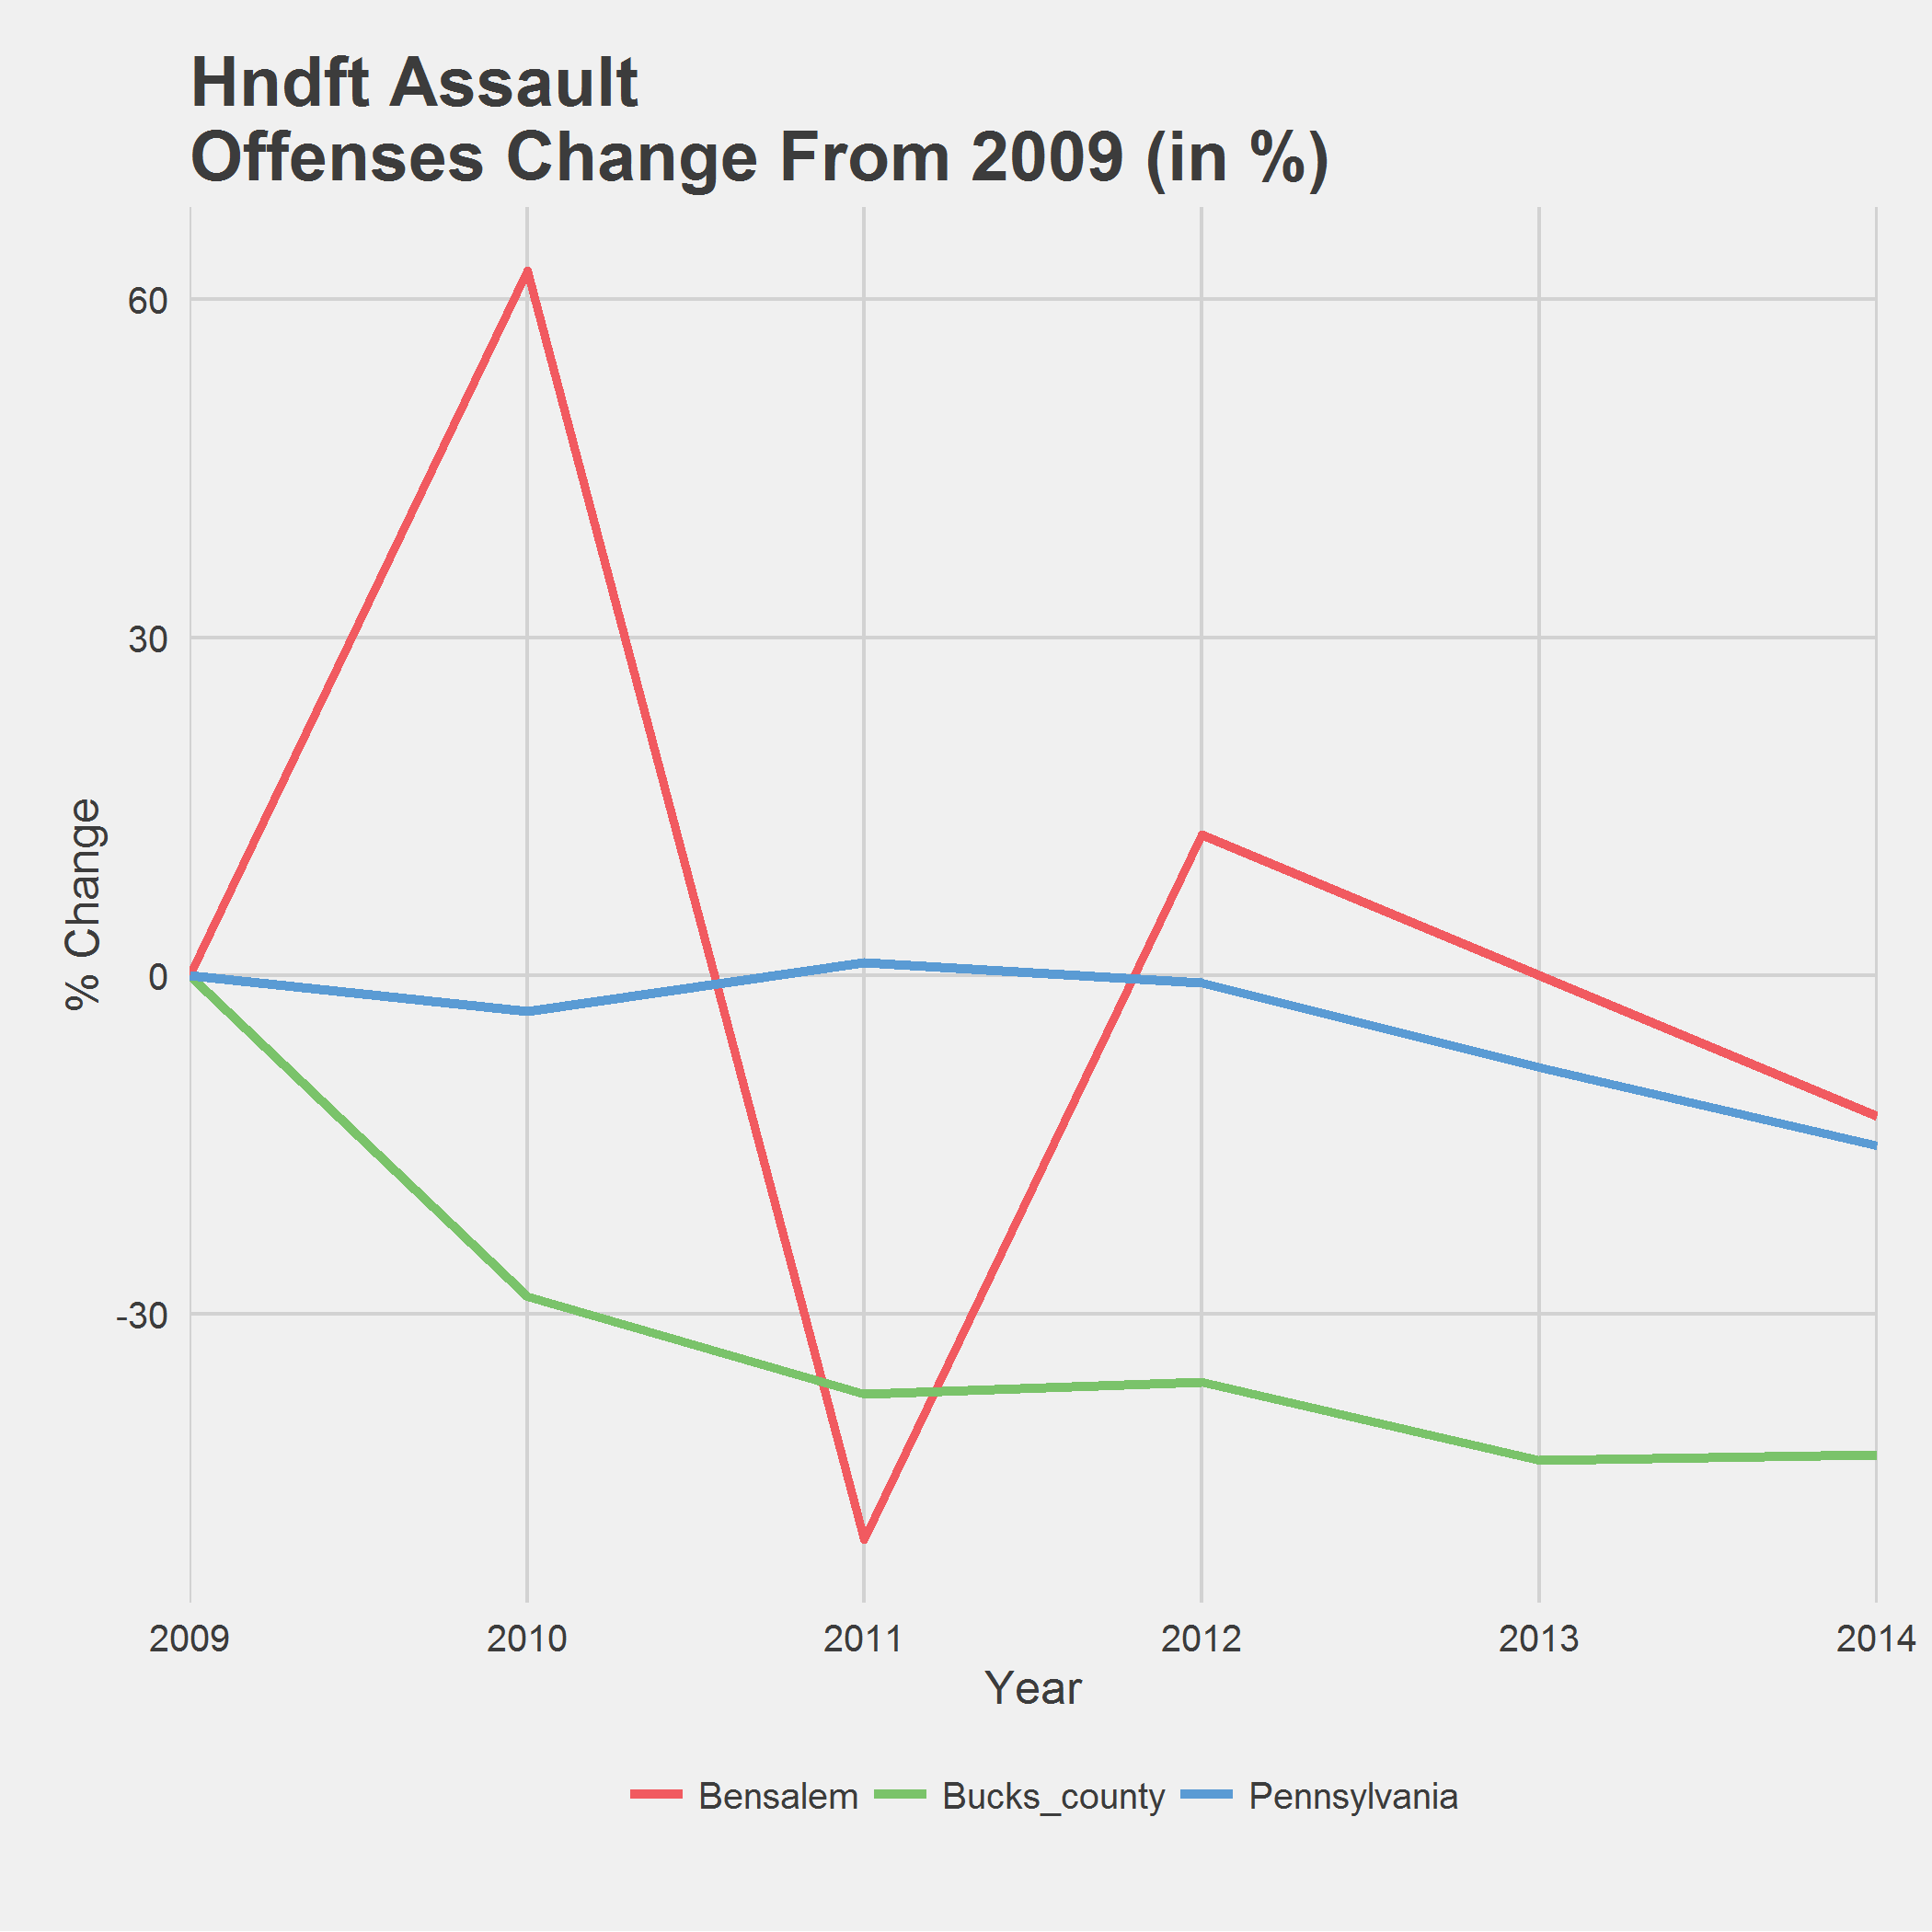 Hndft Assault
Offenses Change From 2009 (in %)
% Change
60
30
0
-30
2009 2010 2011 2012 2013 2014
Year
Bensalem Bucks_county Pennsylvania